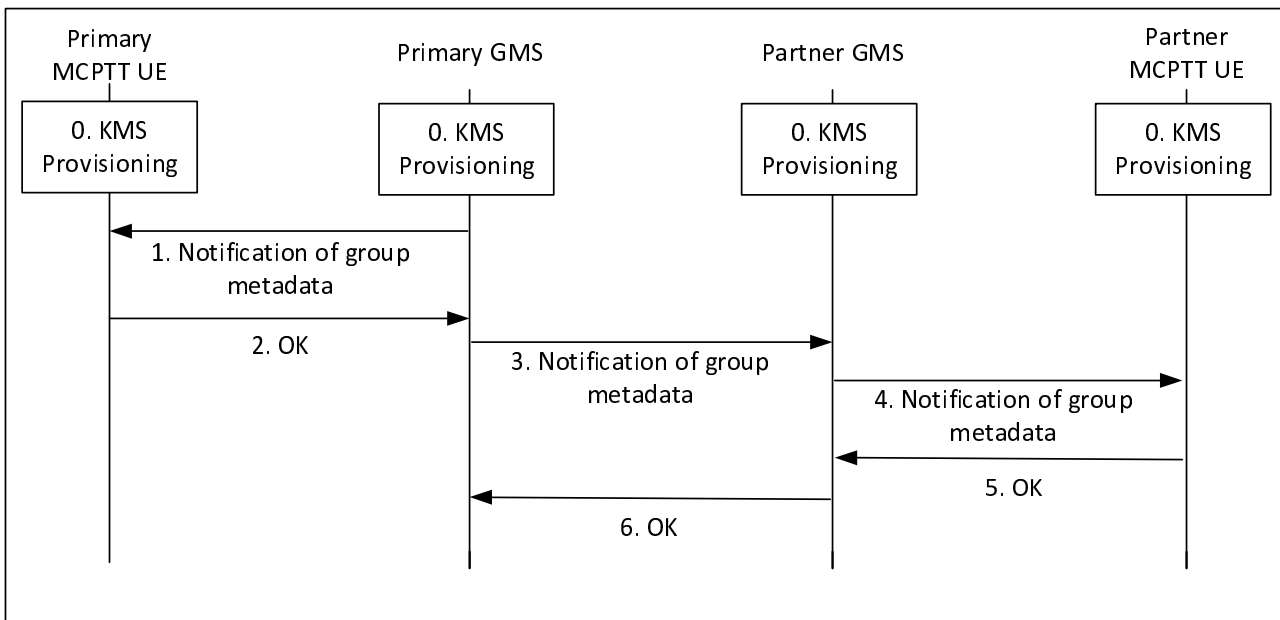 Primary
MCPTT UE
Primary GMS
Partner GMS
Partner
MCPTT UE
0. KMS
Provisioning
0. KMS
Provisioning
0. KMS
Provisioning
0. KMS
Provisioning
1. Notification of group
metadata
2. OK
3. Notification of group
metadata
4. Notification of group
metadata
5. OK
6. OK